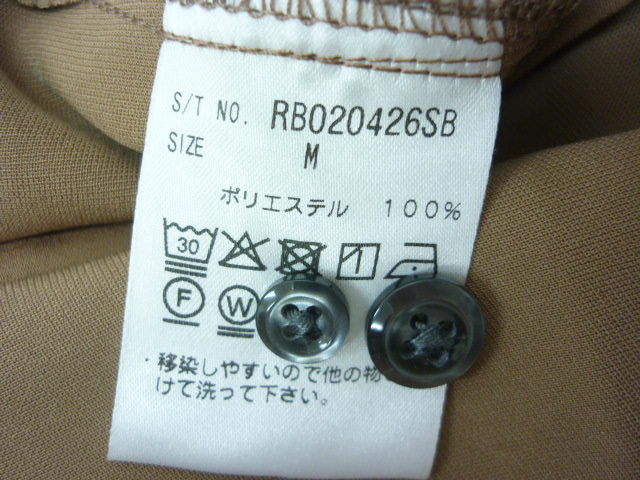 S/T NO. RB020426SB
SIZE M
ポリエステル 100%
30
F W
・移染しやすいので他の物
けて洗って下さい。